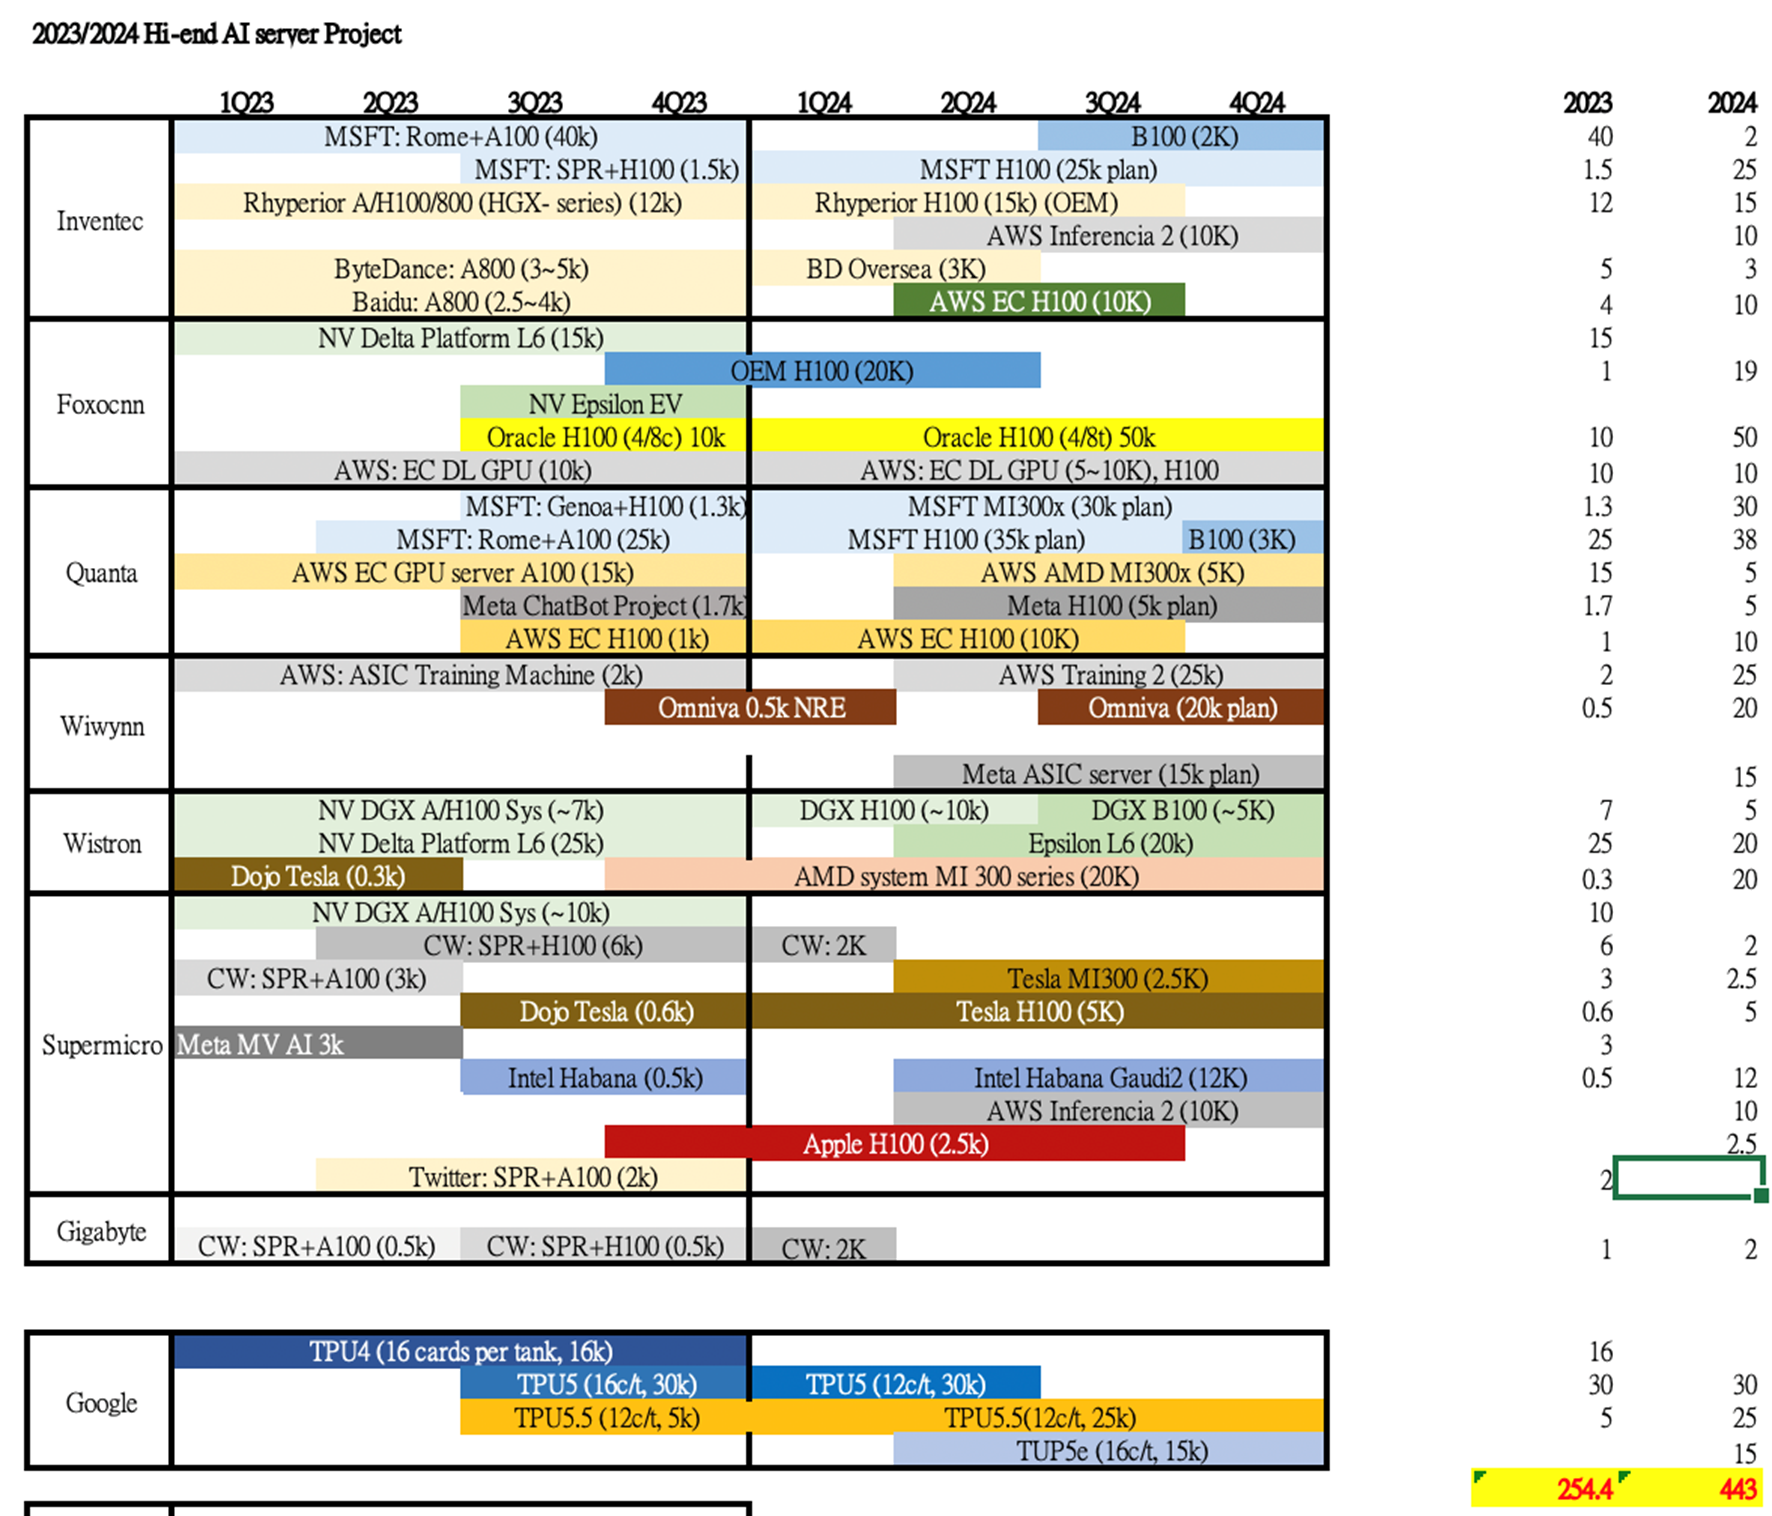 2023/2024 Hi-end AI server Project
1Q23 2Q23 3Q23 4Q23 1Q24 2Q24 3Q24 4Q24 2023 2024
MSFT: Rome+A100 (40k) B100 (2K) 40 2
MSFT: SPR+H100 (1.5k) MSFT H100 (25k plan) 1.5 25
Rhyperior A/H100/800 (HGX- series) (12k) Rhyperior H100 (15k) (OEM) 12 15
Inventec
AWS Inferencia 2 (10K) 10
ByteDance: A800 (3~5k) BD Oversea (3K) 5 3
Baidu: A800 (2.5~4k) AWS EC H100 (10K) 4 10
NV Delta Platform L6 (15k) 15
OEM H100 (20K) 1 19
Foxocnn NV Epsilon EV
Oracle H100 (4/8c) 10k Oracle H100 (4/8t) 50k 10 50
AWS: EC DL GPU (10k) AWS: EC DL GPU (5~10K), H100 10 10
MSFT: Genoa+H100 (1.3k) MSFT MI300x (30k plan) 1.3 30
MSFT: Rome+A100 (25k) MSFT H100 (35k plan) B100 (3K) 25 38
Quanta AWS EC GPU server A100 (15k) AWS AMD MI300x (5K) 15 5
Meta ChatBot Project (1.7k) Meta H100 (5k plan) 1.7 5
AWS EC H100 (1k) AWS EC H100 (10K) 1 10
AWS: ASIC Training Machine (2k) AWS Training 2 (25k) 2 25
Omniva 0.5k NRE Omniva (20k plan) 0.5 20
Wiwynn
Meta ASIC server (15k plan) 15
NV DGX A/H100 Sys (~7k) DGX H100 (~10k) DGX B100 (~5K) 7 5
Wistron NV Delta Platform L6 (25k) Epsilon L6 (20k) 25 20
Dojo Tesla (0.3k) AMD system MI 300 series (20K) 0.3 20
NV DGX A/H100 Sys (~10k) 10
CW: SPR+H100 (6k) CW: 2K 6 2
CW: SPR+A100 (3k) Tesla MI300 (2.5K) 3 2.5
Dojo Tesla (0.6k) Tesla H100 (5K) 0.6 5
Supermicro Meta MV AI 3k 3
Intel Habana (0.5k) Intel Habana Gaudi2 (12K) 0.5 12
AWS Inferencia 2 (10K) 10
Apple H100 (2.5k) 2.5
Twitter: SPR+A100 (2k) 2
Gigabyte
CW: SPR+A100 (0.5k) CW: SPR+H100 (0.5k) CW: 2K 1 2
TPU4 (16 cards per tank, 16k) 16
TPU5 (16c/t, 30k) TPU5 (12c/t, 30k) 30 30
Google
TPU5.5 (12c/t, 5k) TPU5.5(12c/t, 25k) 5 25
TUP5e (16c/t, 15k) 15
254.4 443